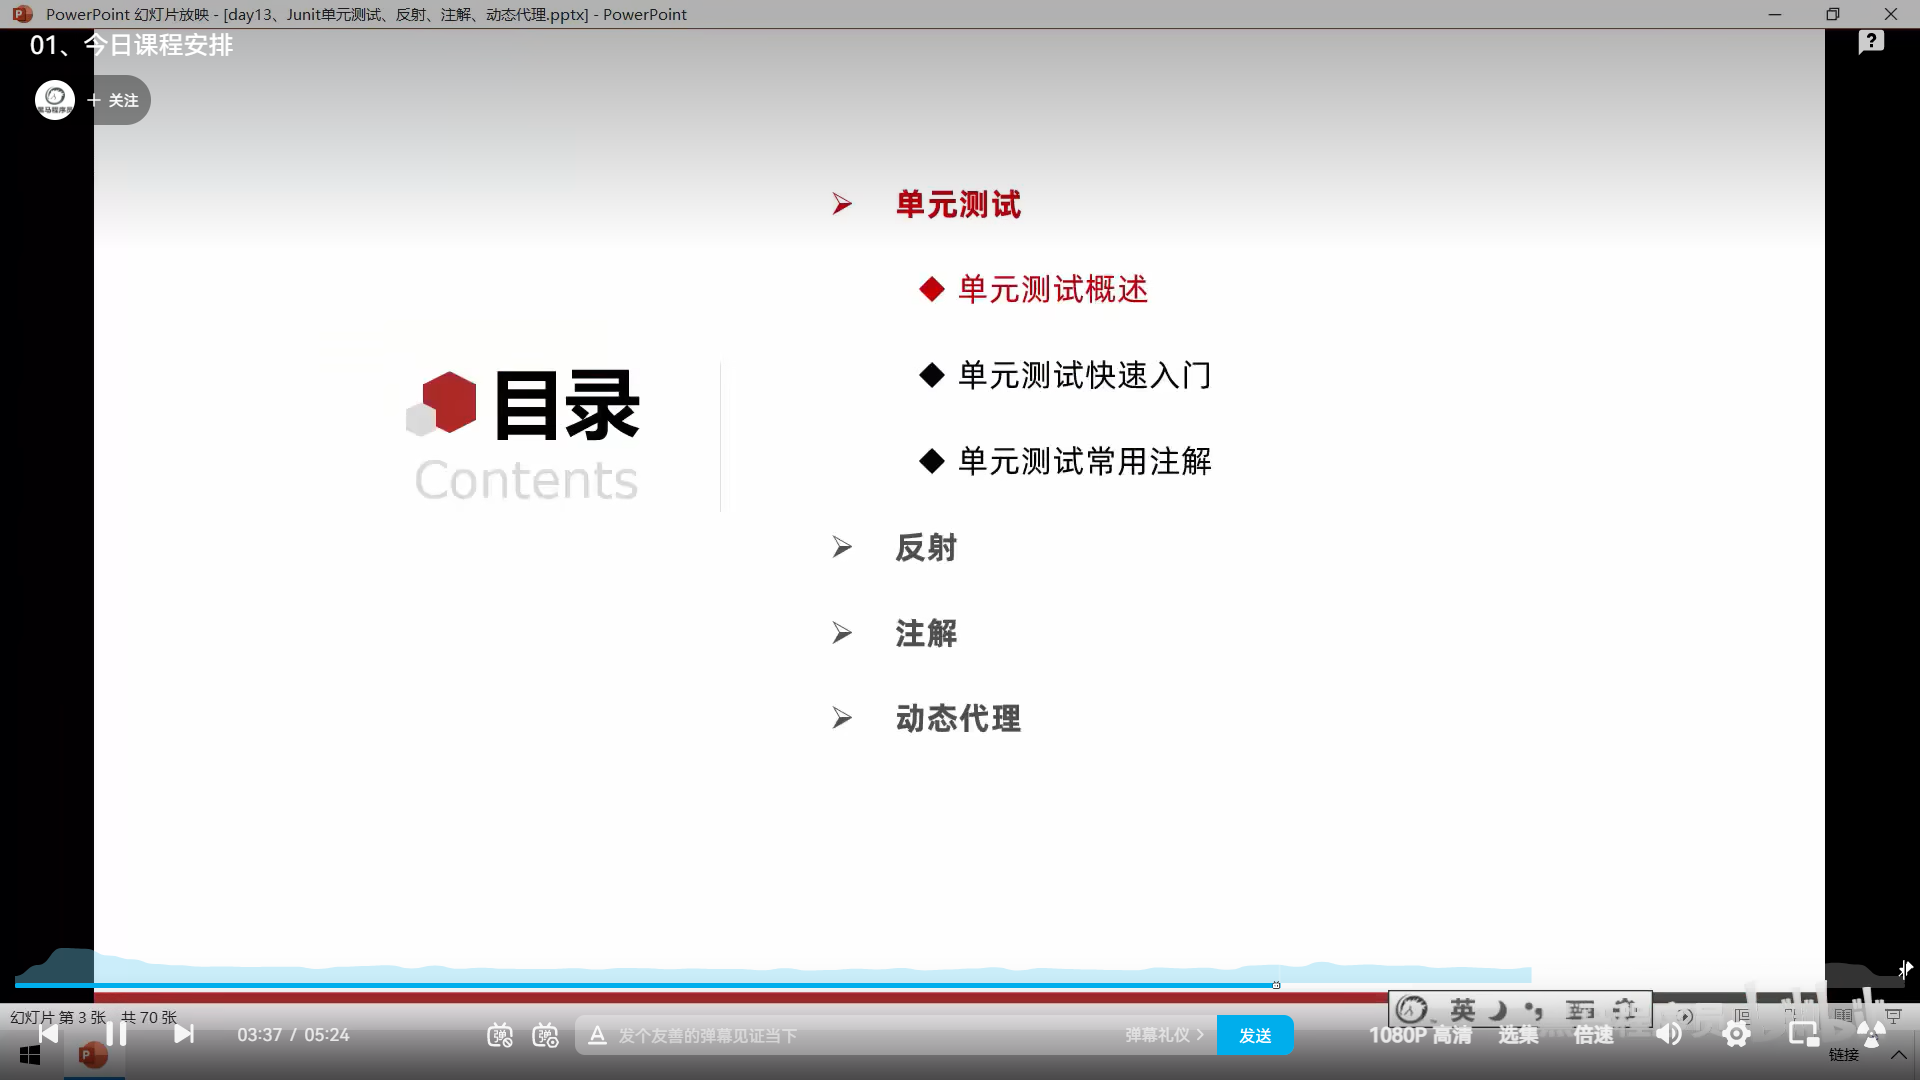 PowerPoint 幻灯片放映 - [day13、Junit单元测试、反射、注解、动态代理.pptx] - PowerPoint
01、今日课程安排
黑马程序员
+ 关注
单元测试
单元测试概述
单元测试快速入门
单元测试常用注解
目录
Contents
反射
注解
动态代理
幻灯片 第 3 张，共 70 张
英
03:37 / 05:24
发个友善的弹幕见证当下
弹幕礼仪 >
发送
1080P 高清
选集
倍速
链接